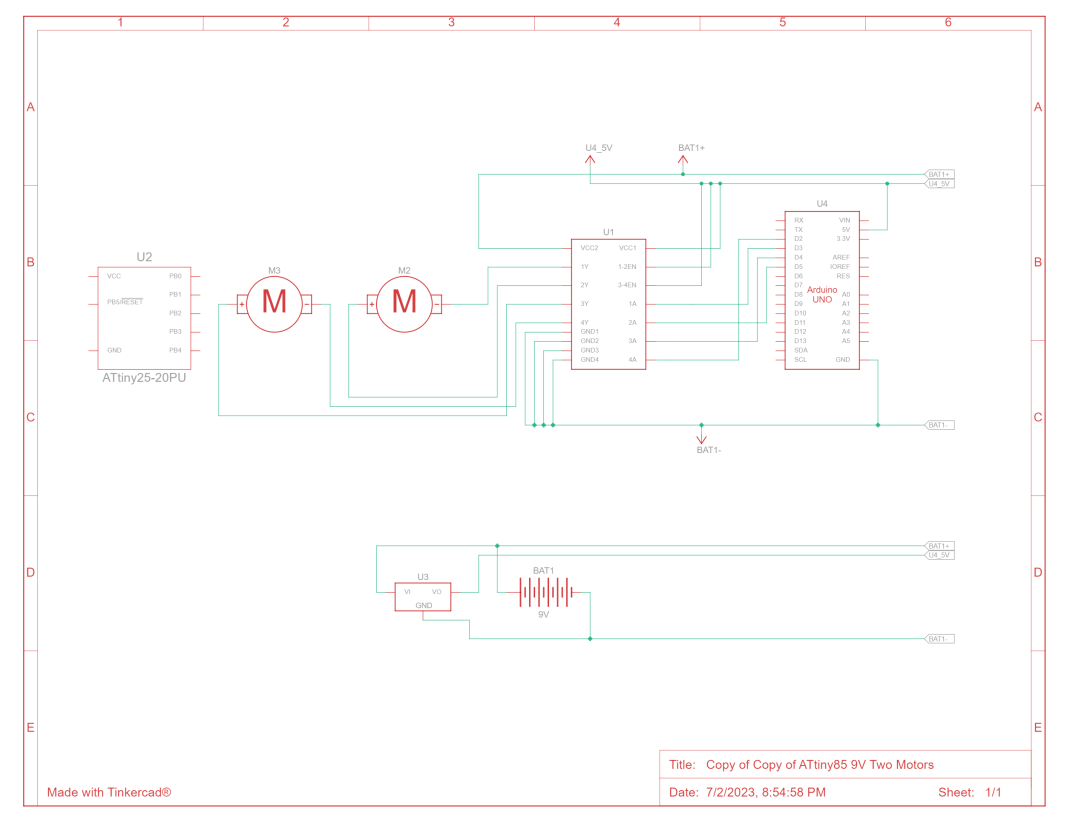 1 2 3 4 5 6
A A
U4_5V BAT1+
BAT1+
U4_5V
U4
RX VIN
TX 5V
D2 3.3V
D3
D4 AREF
D5 IOREF
D6 RES
D7
D8 A0
D9 A1
D10 A2
D11 A3
D12 A4
D13 A5
SDA
SCL GND
Arduino
UNO
U1
VCC2 VCC1
1Y 1-2EN
2Y 3-4EN
3Y 1A
4Y 2A
GND1
GND2 3A
GND3
GND4 4A
B B
U2
VCC PB0
PB1
PB5/RESET
PB2
PB3
GND PB4
ATtiny25-20PU
M3
+ M -
M2
+ M -
C C
BAT1-
BAT1-
BAT1+
U4_5V
D D
U3
VI VO
GND
BAT1
9V
BAT1-
E E
Title: Copy of Copy of ATtiny85 9V Two Motors
Made with Tinkercad®
Date: 7/2/2023, 8:54:58 PM Sheet: 1/1